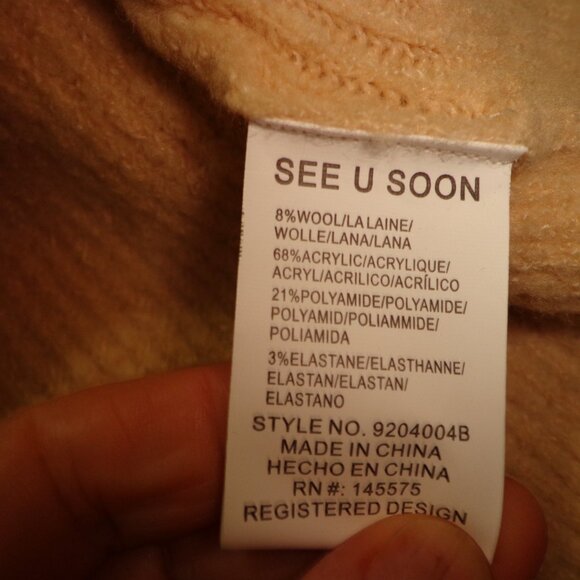 SEE U SOON
8%WOOL/LA LAINE/
WOLLE/LANA/LANA
68%ACRYLIC/ACRYLIQUE/
ACRYL/ACRILICO/ACRÍLICO
21%POLYAMIDE/POLYAMIDE/
POLYAMID/POLIAMMIDE/
POLIAMIDA
3%ELASTANE/ELASTHANNE/
ELASTAN/ELASTAN/
ELASTANO
STYLE NO. 9204004B
MADE IN CHINA
HECHO EN CHINA
RN #: 145575
REGISTERED DESIGN